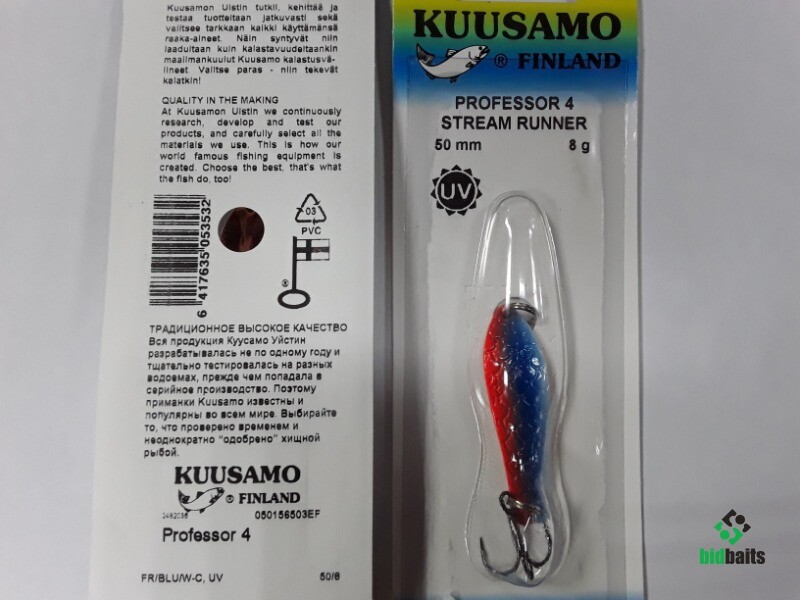 Kuusamon Uistin tutkii, kehittää ja
testaa tuotteitaan jatkuvasti sekä
valitsee tarkkaan kaikki käyttämänsä
raaka-aineet. Näin syntyvät niin
laadultaan kuin kalastavuudeltaankin
maailmankuulut Kuusamo kalastusvä-
lineet. Valitse paras - niin tekevät
kalatkin!
QUALITY IN THE MAKING
At Kuusamon Uistin we continuously
research, develop and test our
products, and carefully select all the
materials we use. This is how our
world famous fishing equipment is
created. Choose the best, that's what
the fish do, too!
6 417635 053532
03
PVC
®
ТРАДИЦИОННОЕ ВЫСОКОЕ КАЧЕСТВО
Вся продукция Куусамо Уйстин
разрабатывалась не по одному году и
тщательно тестировалась на разных
водоемах, прежде чем попадала в
серийное производство. Поэтому
приманки Kuusamo известны и
популярны во всем мире. Выбирайте
то, что проверено временем и
неоднократно "одобрено" хищной
рыбой.
KUUSAMO
® FINLAND
050156503EF
Professor 4
FR/BLU/W-C, UV 50/8
KUUSAMO
® FINLAND
PROFESSOR 4
STREAM RUNNER
50 mm 8 g
UV
bidbaits